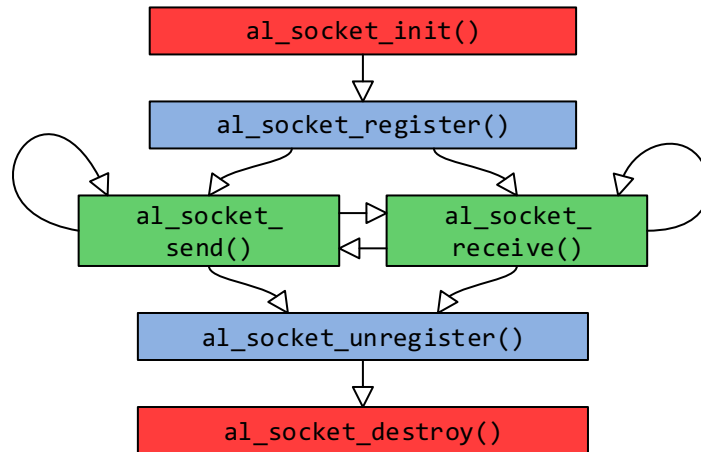 al_socket_init()
al_socket_register()
al_socket_
send()
al_socket_
receive()
al_socket_unregister()
al_socket_destroy()